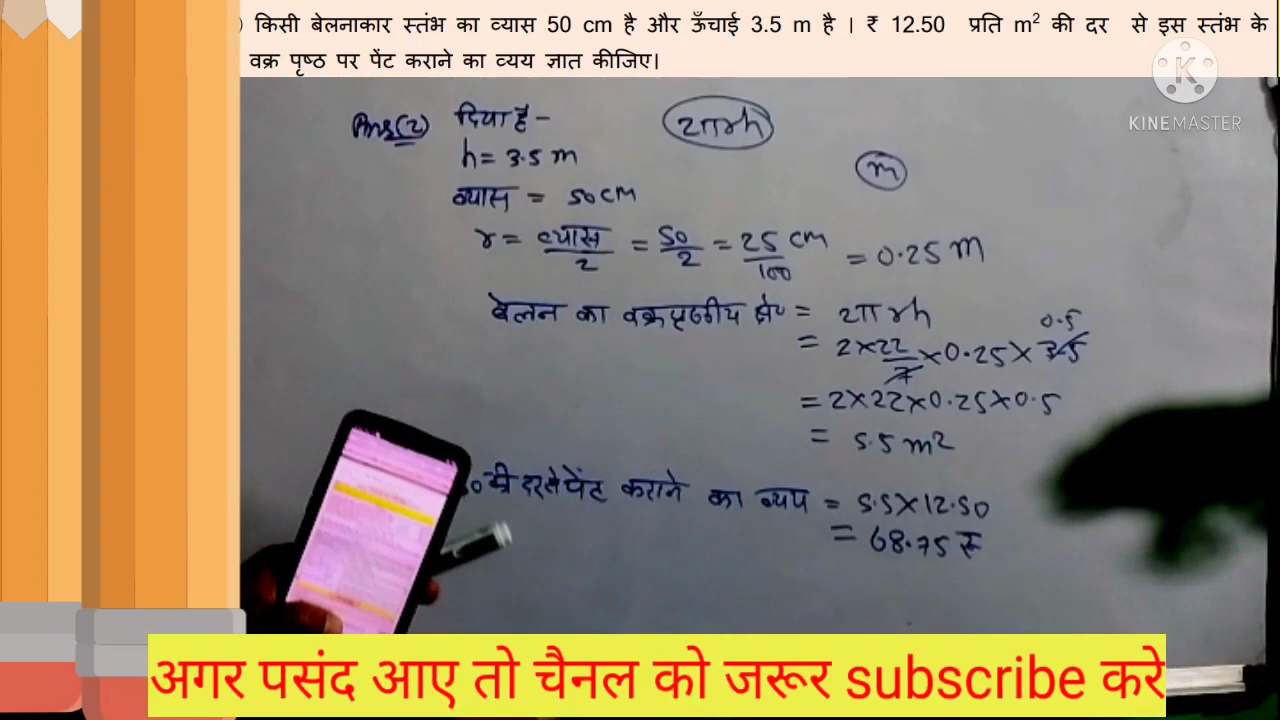 ) किसी बेलनाकार स्तंभ का व्यास 50 cm है और ऊँचाई 3.5 m है । ₹ 12.50 प्रति m² की दर से इस स्तंभ के
वक्र पृष्ठ पर पेंट कराने का व्यय ज्ञात कीजिए।
K
KINEMASTER
Ans(2) दिया है - 2πrh
h = 3.5 m m
व्यास = 50 cm
r = व्यास/2 = 50/2 = 25/100 cm = 0.25 m
बेलन का वक्रपृष्ठीय क्षे॰ = 2πrh
= 2×22/7×0.25×3.5 0.5
= 2×22×0.25×0.5
= 5.5 m²
की दर से पेंट कराने का व्यय = 5.5×12.50
= 68.75 रु
अगर पसंद आए तो चैनल को जरूर subscribe करे